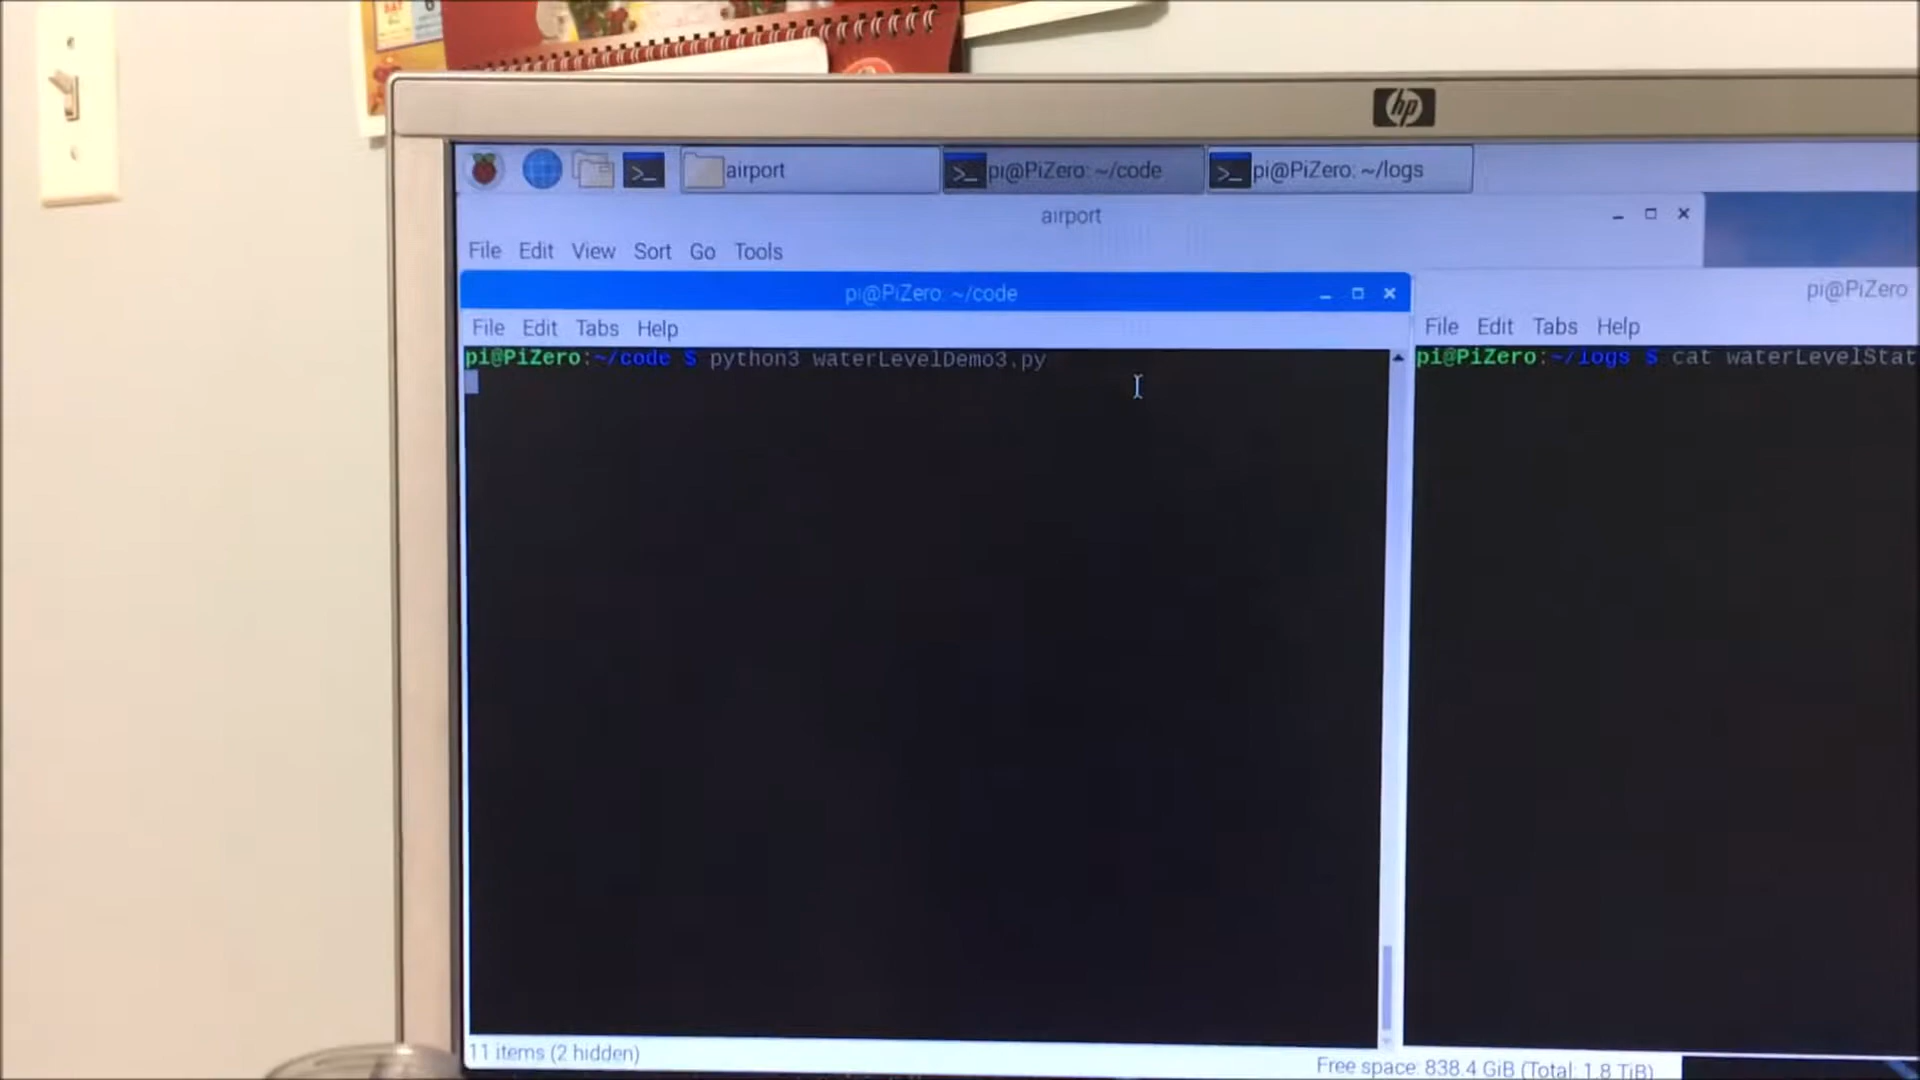 hp
airport
pi@PiZero: ~/code
pi@PiZero: ~/logs
airport
File Edit View Sort Go Tools
pi@PiZero: ~/code
File Edit Tabs Help
pi@PiZero:~/code $ python3 waterLevelDemo3.py
11 items (2 hidden)
pi@PiZero
File Edit Tabs Help
pi@PiZero:~/logs $ cat waterLevelStat
Free space: 838.4 GiB (Total: 1.8 TiB)